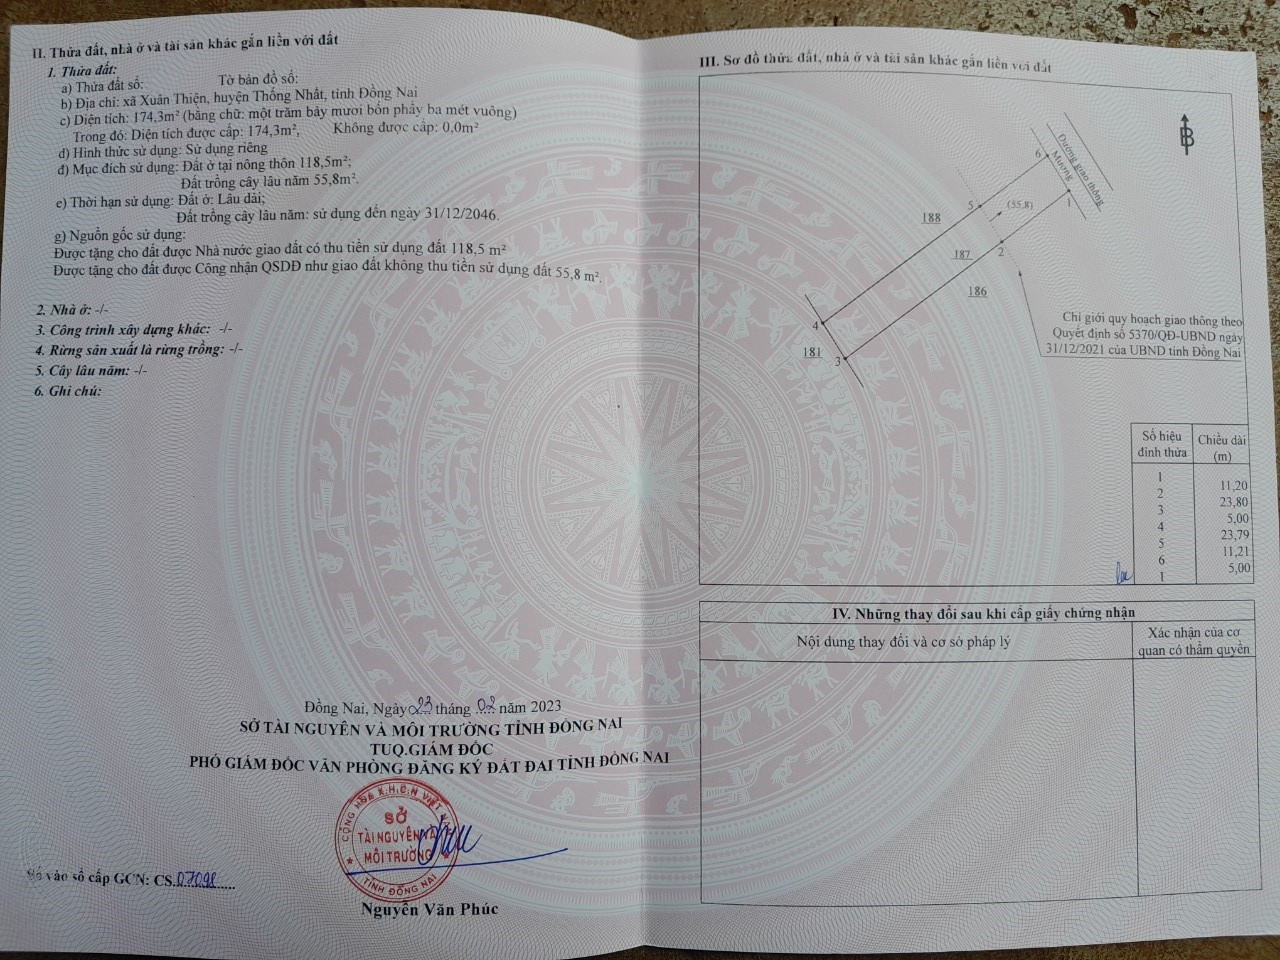 II. Thửa đất, nhà ở và tài sản khác gắn liền với đất
1. Thửa đất:
a) Thửa đất số: Tờ bản đồ số:
b) Địa chỉ: xã Xuân Thiện, huyện Thống Nhất, tỉnh Đồng Nai
c) Diện tích: 174,3m² (bằng chữ: một trăm bảy mươi bốn phẩy ba mét vuông)
Trong đó: Diện tích được cấp: 174,3m², Không được cấp: 0,0m²
d) Hình thức sử dụng: Sử dụng riêng
đ) Mục đích sử dụng: Đất ở tại nông thôn 118,5m²;
Đất trồng cây lâu năm 55,8m².
e) Thời hạn sử dụng: Đất ở: Lâu dài;
Đất trồng cây lâu năm: sử dụng đến ngày 31/12/2046.
g) Nguồn gốc sử dụng:
Được tặng cho đất được Nhà nước giao đất có thu tiền sử dụng đất 118,5 m²
Được tặng cho đất được Công nhận QSDĐ như giao đất không thu tiền sử dụng đất 55,8 m².
2. Nhà ở: -/-
3. Công trình xây dựng khác: -/-
4. Rừng sản xuất là rừng trồng: -/-
5. Cây lâu năm: -/-
6. Ghi chú:
Đồng Nai, Ngày 23 tháng 02 năm 2023
SỞ TÀI NGUYÊN VÀ MÔI TRƯỜNG TỈNH ĐỒNG NAI
TUQ.GIÁM ĐỐC
PHÓ GIÁM ĐỐC VĂN PHÒNG ĐĂNG KÝ ĐẤT ĐAI TỈNH ĐỒNG NAI
CỘNG HÒA X.H.C.N VIỆT
SỞ
TÀI NGUYÊN VÀ
MÔI TRƯỜNG
TỈNH ĐỒNG NAI
Số vào sổ cấp GCN: CS 07098
Nguyễn Văn Phúc
III. Sơ đồ thửa đất, nhà ở và tài sản khác gắn liền với đất
B
Đường giao thông
Mương
6
1
5
(55.8)
188
2
187
186
4
181
3
Chỉ giới quy hoạch giao thông theo
Quyết định số 5370/QĐ-UBND ngày
31/12/2021 của UBND tỉnh Đồng Nai
Số hiệu đỉnh thửa
Chiều dài (m)
1
11,20
2
23,80
3
5,00
4
23,79
5
11,21
6
5,00
1
IV. Những thay đổi sau khi cấp giấy chứng nhận
Nội dung thay đổi và cơ sở pháp lý
Xác nhận của cơ
quan có thẩm quyền